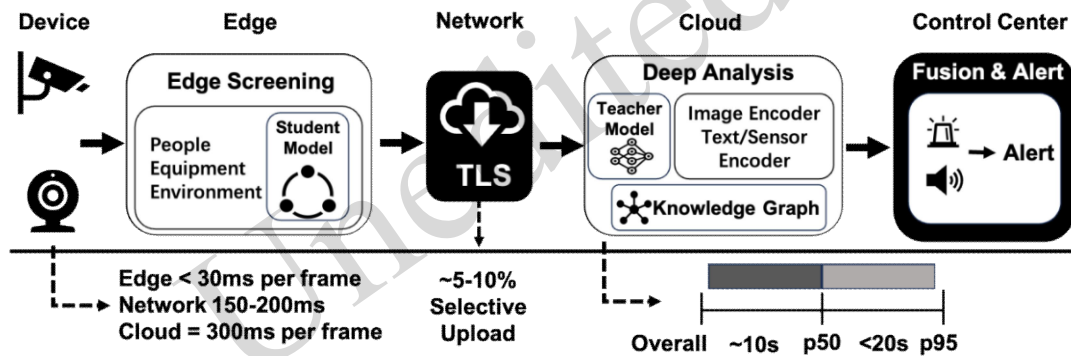 Device
Edge
Network
Cloud
Control Center
Edge Screening
People
Equipment
Environment
Student
Model
TLS
Deep Analysis
Teacher
Model
Image Encoder
Text/Sensor
Encoder
Knowledge Graph
Fusion & Alert
Alert
Edge < 30ms per frame
Network 150-200ms
Cloud = 300ms per frame
~5-10%
Selective
Upload
Overall ~10s p50 <20s p95
Unedited